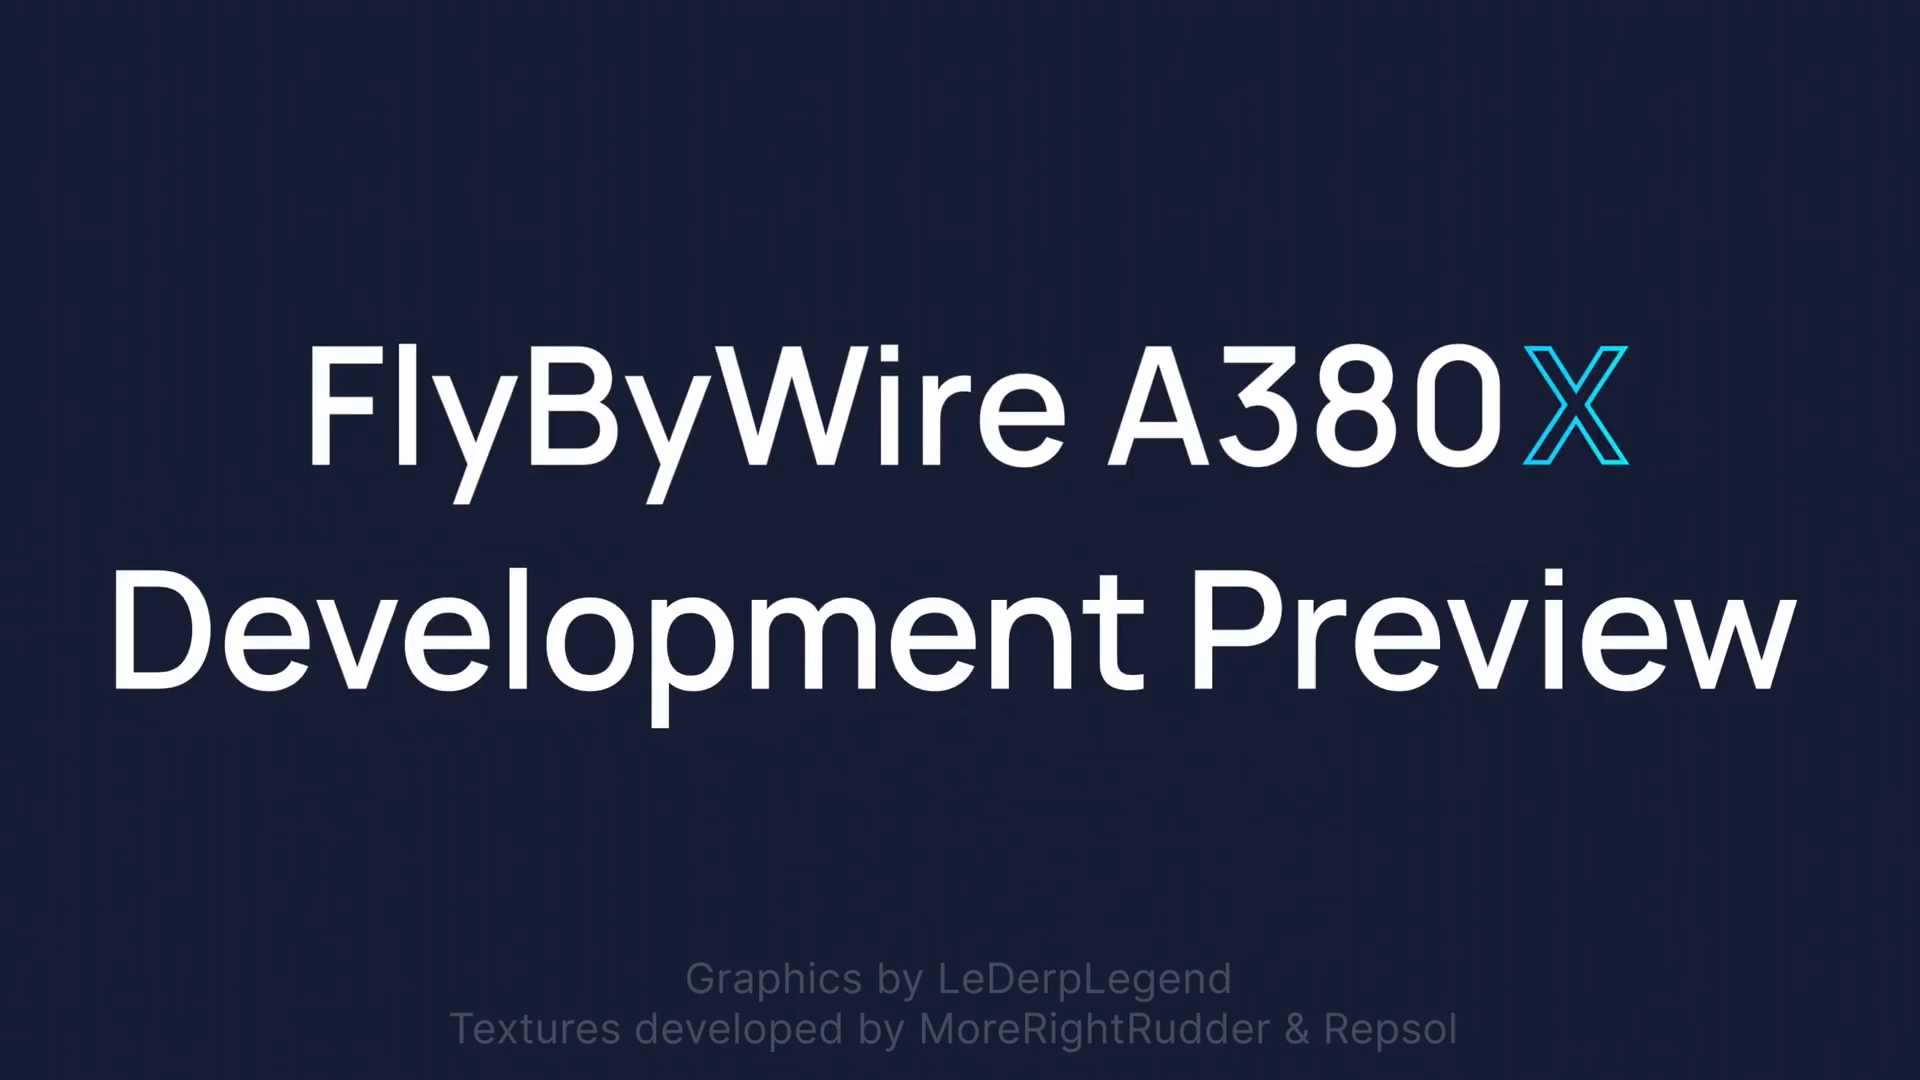 FlyByWire A380X
Development Preview
Graphics by LeDerpLegend
Textures developed by MoreRightRudder & Repsol